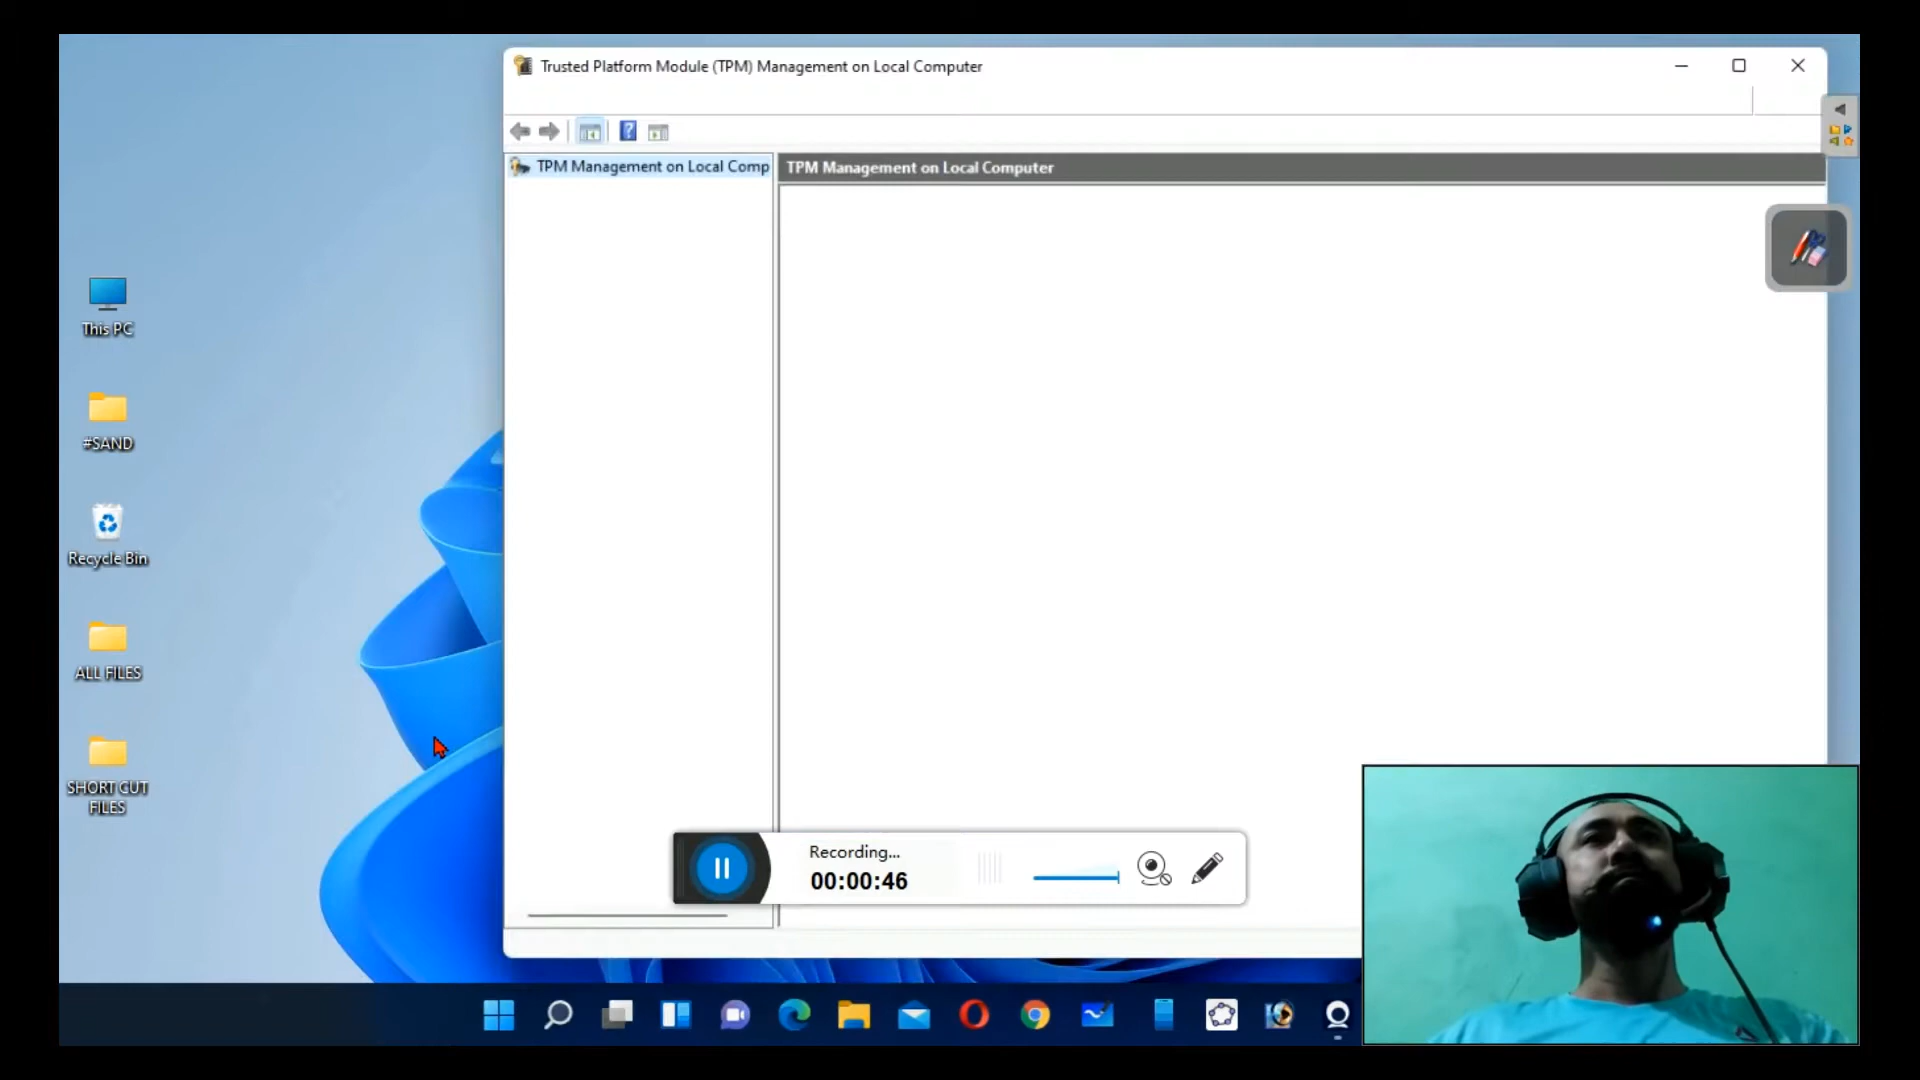 Trusted Platform Module (TPM) Management on Local Computer
TPM Management on Local Comp
TPM Management on Local Computer
This PC
#SAND
Recycle Bin
ALL FILES
SHORT CUT
FILES
Recording...
00:00:46